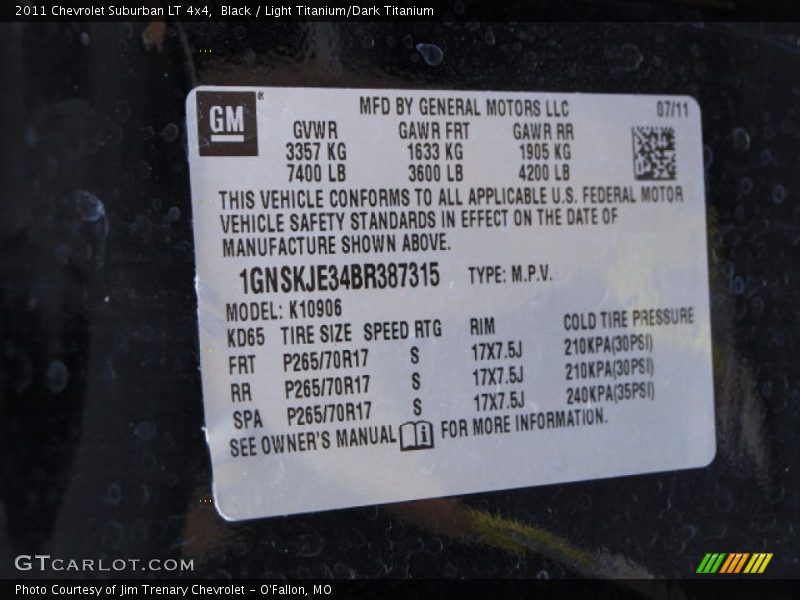 2011 Chevrolet Suburban LT 4x4,  Black / Light Titanium/Dark Titanium
GM® MFD BY GENERAL MOTORS LLC 07/11
GVWR GAWR FRT GAWR RR
3357 KG 1633 KG 1905 KG
7400 LB 3600 LB 4200 LB
THIS VEHICLE CONFORMS TO ALL APPLICABLE U.S. FEDERAL MOTOR
VEHICLE SAFETY STANDARDS IN EFFECT ON THE DATE OF
MANUFACTURE SHOWN ABOVE.
1GNSKJE34BR387315 TYPE: M.P.V.
MODEL: K10906
KD65 TIRE SIZE SPEED RTG RIM COLD TIRE PRESSURE
FRT P265/70R17 S 17X7.5J 210KPA(30PSI)
RR P265/70R17 S 17X7.5J 210KPA(30PSI)
SPA P265/70R17 S 17X7.5J 240KPA(35PSI)
SEE OWNER'S MANUAL i FOR MORE INFORMATION.
GTCARLOT.COM
Photo Courtesy of Jim Trenary Chevrolet - O'Fallon, MO